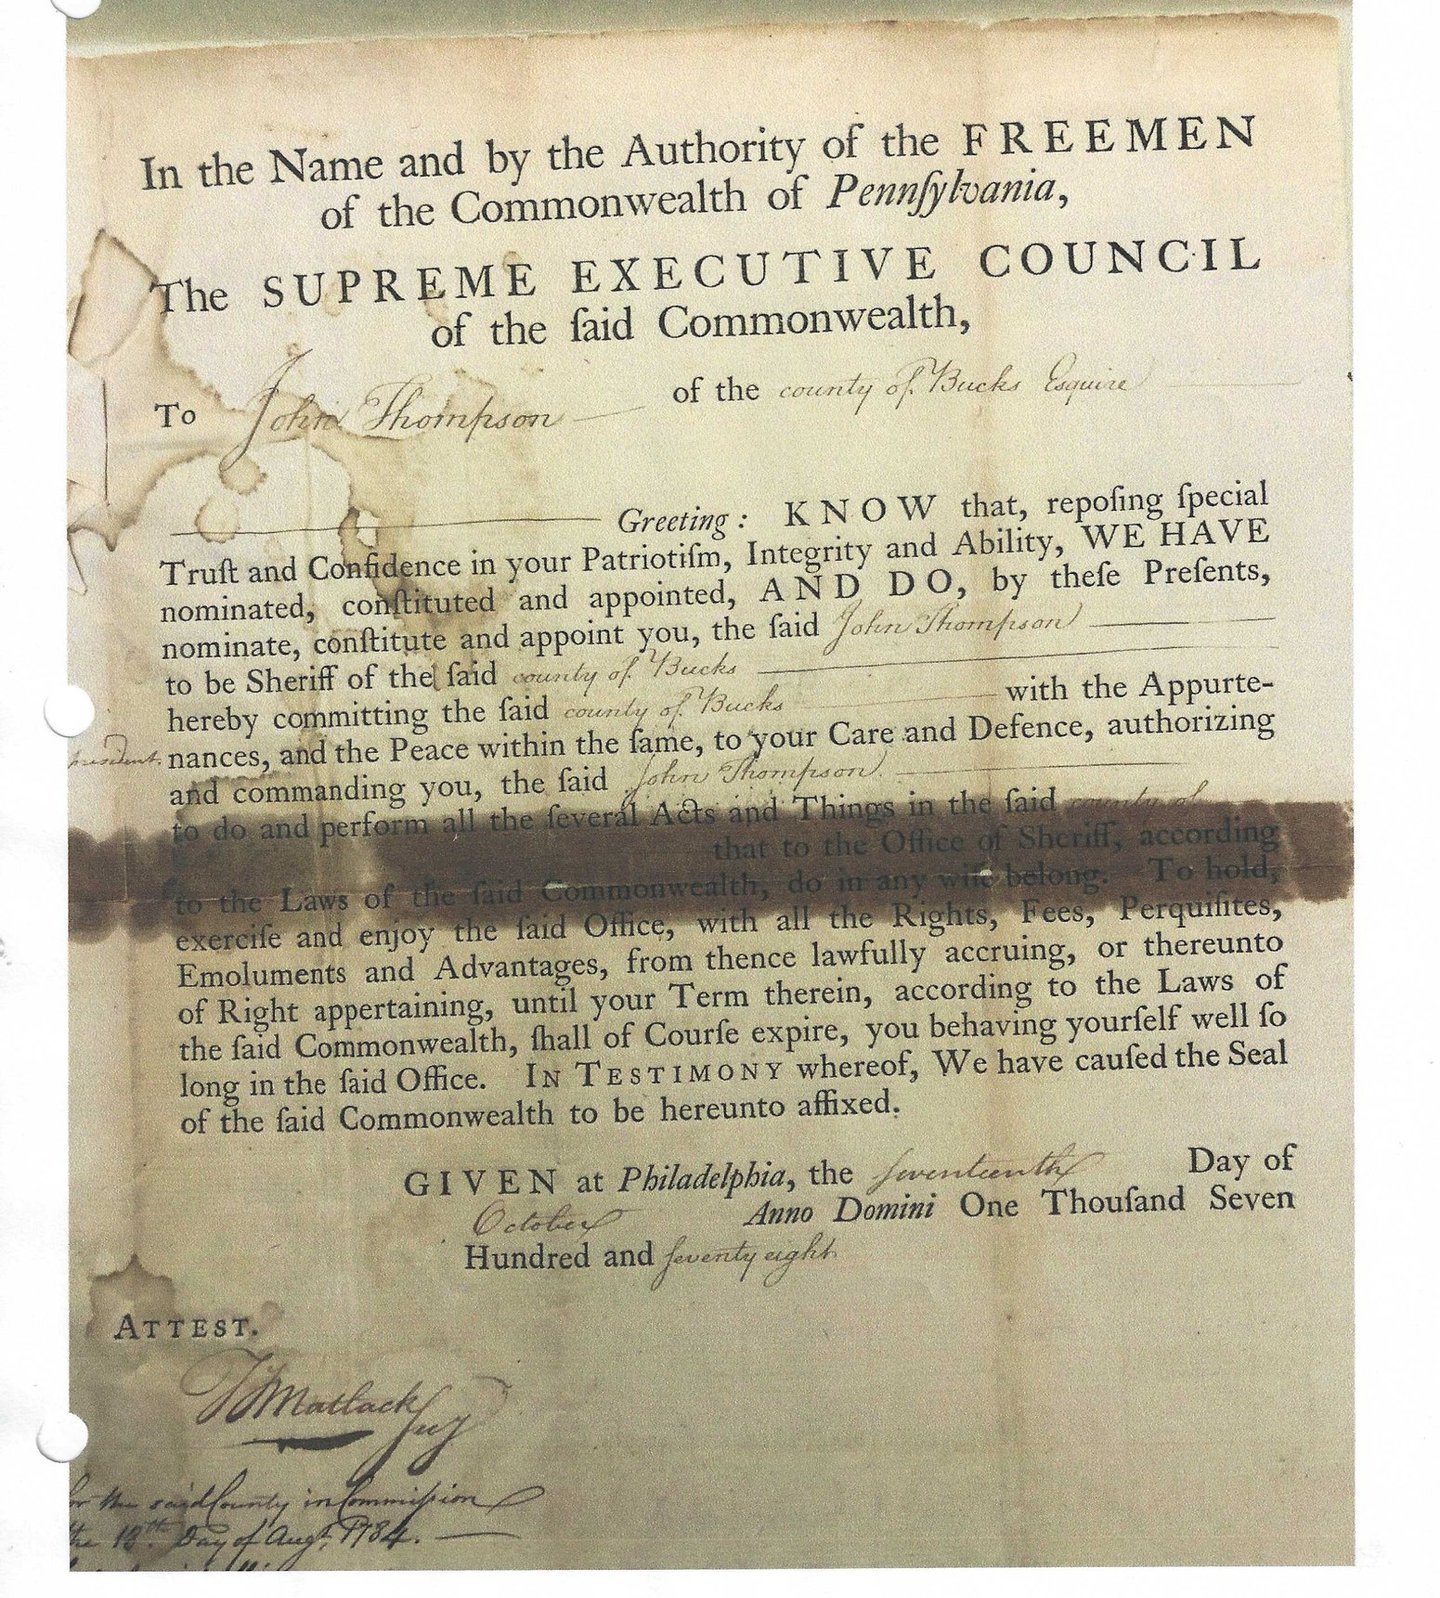 In the Name and by the Authority of the FREEMEN
of the Commonwealth of Pennſylvania,
The SUPREME EXECUTIVE COUNCIL
of the ſaid Commonwealth,
To John Thompson of the county of Bucks Esquire
Greeting: KNOW that, repoſing ſpecial
Truſt and Confidence in your Patriotiſm, Integrity and Ability, WE HAVE
nominated, conſtituted and appointed, AND DO, by theſe Preſents,
nominate, conſtitute and appoint you, the ſaid John Thompson
to be Sheriff of the ſaid county of Bucks
hereby committing the ſaid county of Bucks with the Appurte-
president. nances, and the Peace within the ſame, to your Care and Defence, authorizing
and commanding you, the ſaid John Thompson
to do and perform all the ſeveral Acts and Things in the ſaid county of
that to the Office of Sheriff, according
to the Laws of the ſaid Commonwealth, do in any wiſe belong. To hold,
exerciſe and enjoy the ſaid Office, with all the Rights, Fees, Perquiſites,
Emoluments and Advantages, from thence lawfully accruing, or thereunto
of Right appertaining, until your Term therein, according to the Laws of
the ſaid Commonwealth, ſhall of Courſe expire, you behaving yourſelf well ſo
long in the ſaid Office. IN TESTIMONY whereof, We have cauſed the Seal
of the ſaid Commonwealth to be hereunto affixed.
GIVEN at Philadelphia, the ſeventeenth Day of
October Anno Domini One Thouſand Seven
Hundred and ſeventy eight
ATTEST.
T Matlack Secy
for the said County in Commiſsion
the 13th. Day of Augt. 1784.